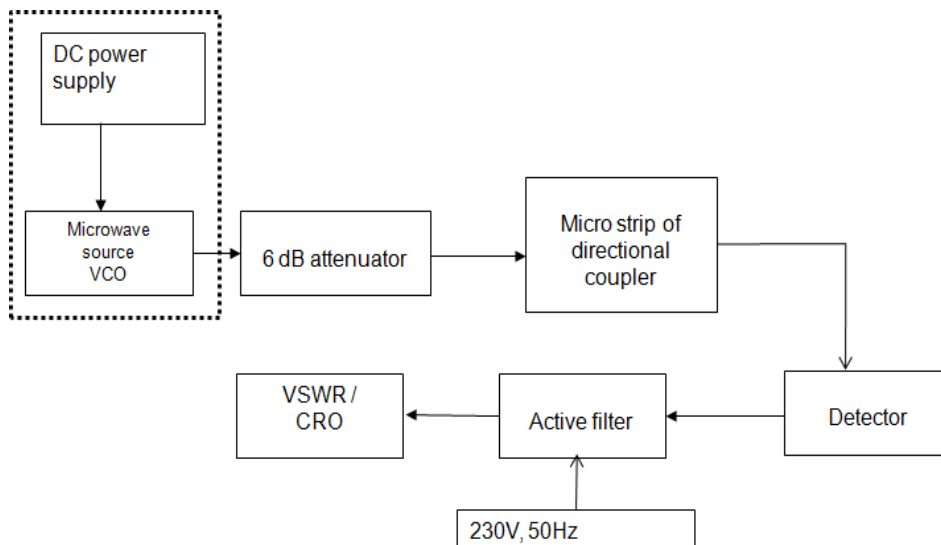 DC power
supply
Microwave
source
VCO
6 dB attenuator
Micro strip of
directional
coupler
VSWR /
CRO
Active filter
Detector
230V, 50Hz